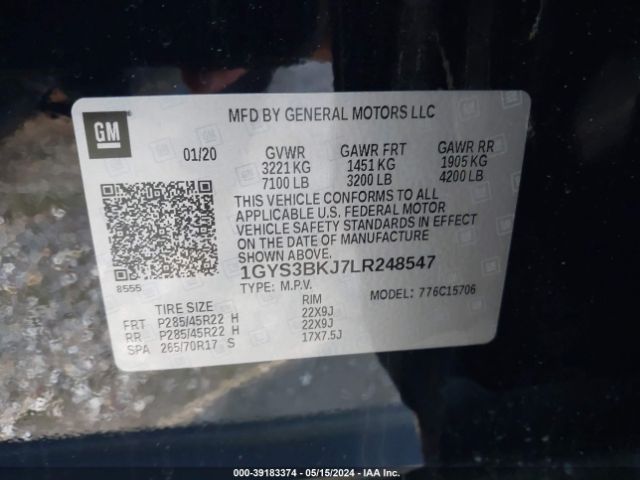 GM
MFD BY GENERAL MOTORS LLC
01/20 GVWR GAWR FRT GAWR RR
3221 KG 1451 KG 1905 KG
7100 LB 3200 LB 4200 LB
THIS VEHICLE CONFORMS TO ALL
APPLICABLE U.S. FEDERAL MOTOR
VEHICLE SAFETY STANDARDS IN EFFECT
ON THE DATE OF MANUFACTURE
SHOWN ABOVE.
1GYS3BKJ7LR248547
8555
TYPE: M.P.V. MODEL: 776C15706
TIRE SIZE RIM
FRT P285/45R22 H 22X9J
RR P285/45R22 H 22X9J
SPA 265/70R17 S 17X7.5J
000-39183374 - 05/15/2024 - IAA Inc.